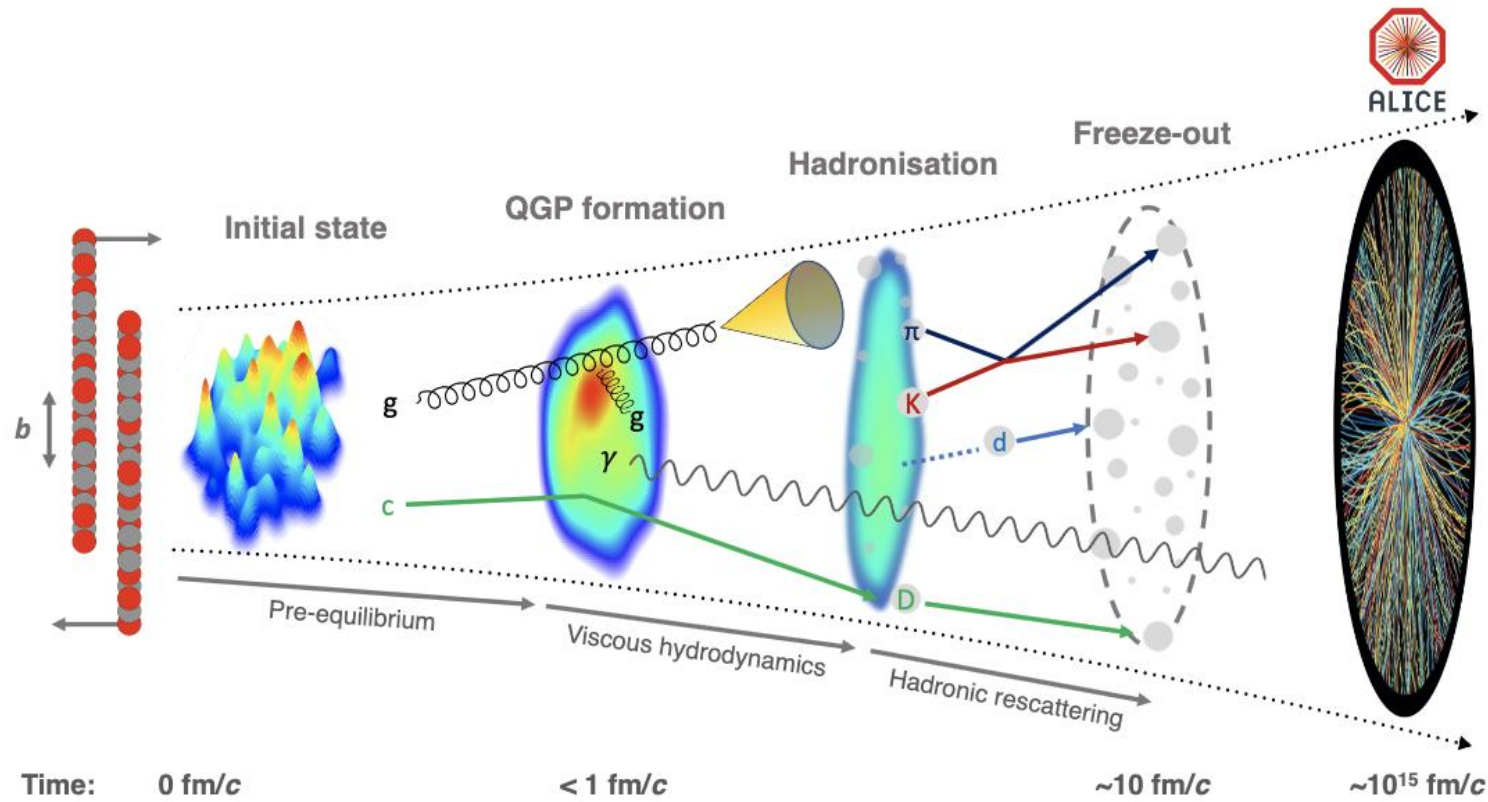 ALICE
Freeze-out
Hadronisation
QGP formation
Initial state
b
g
g
γ
c
π
K
d
D
Pre-equilibrium
Viscous hydrodynamics
Hadronic rescattering
Time: 0 fm/c < 1 fm/c ~10 fm/c ~10¹⁵ fm/c